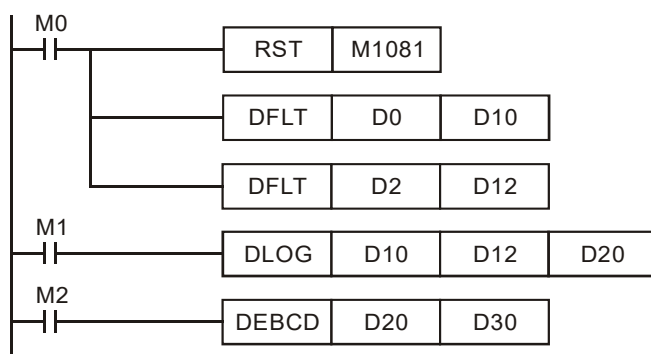 M0
RST M1081
DFLT D0 D10
DFLT D2 D12
M1
DLOG D10 D12 D20
M2
DEBCD D20 D30